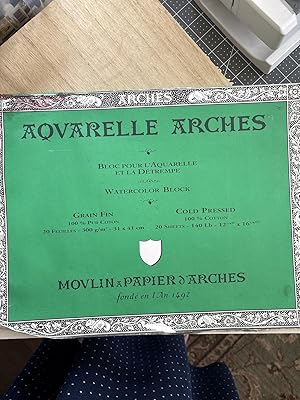 ARCHES
AQVARELLE ARCHES
BLOC POUR L'AQUARELLE
ET LA DÉTREMPE
WATERCOLOR BLOCK
GRAIN FIN
100 % PUR COTON
20 FEUILLES - 300 g/m² - 31 x 41 cm
COLD PRESSED
100 % COTTON
20 SHEETS - 140 LB
MOVLIN À PAPIER d'ARCHES
fondé en l'An 1492